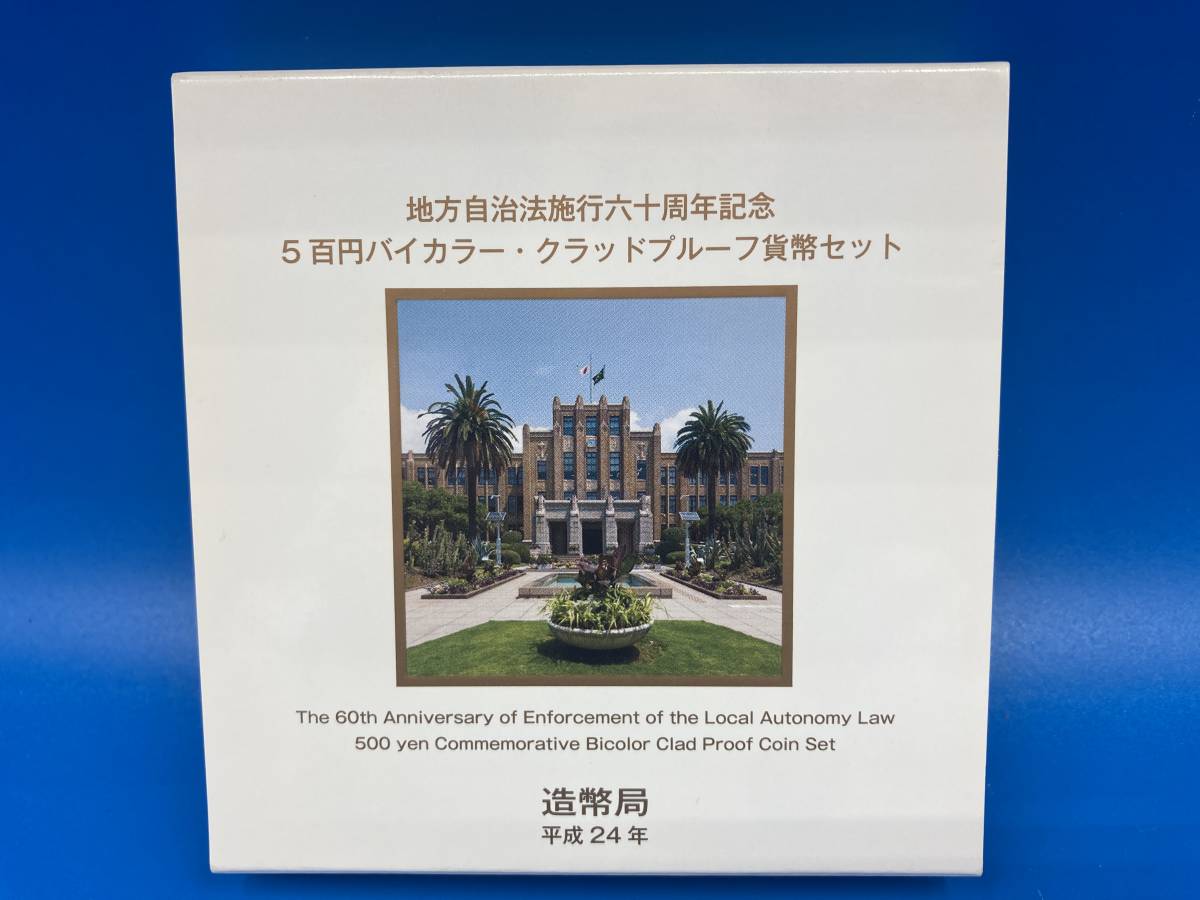 地方自治法施行六十周年記念
5百円バイカラー・クラッドプルーフ貨幣セット
The 60th Anniversary of Enforcement of the Local Autonomy Law
500 yen Commemorative Bicolor Clad Proof Coin Set
造幣局
平成24年